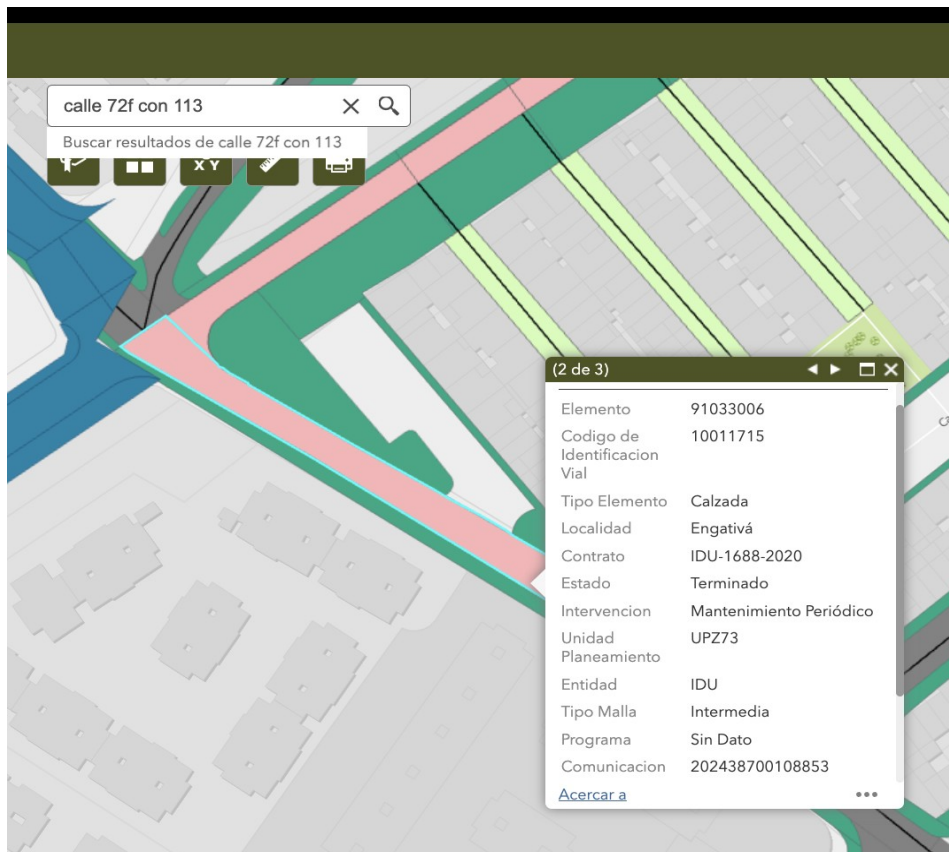 calle 72f con 113
Buscar resultados de calle 72f con 113
X Y
(2 de 3)
Elemento 91033006
Codigo de 10011715
Identificacion
Vial
Tipo Elemento Calzada
Localidad Engativá
Contrato IDU-1688-2020
Estado Terminado
Intervencion Mantenimiento Periódico
Unidad UPZ73
Planeamiento
Entidad IDU
Tipo Malla Intermedia
Programa Sin Dato
Comunicacion 202438700108853
Acercar a